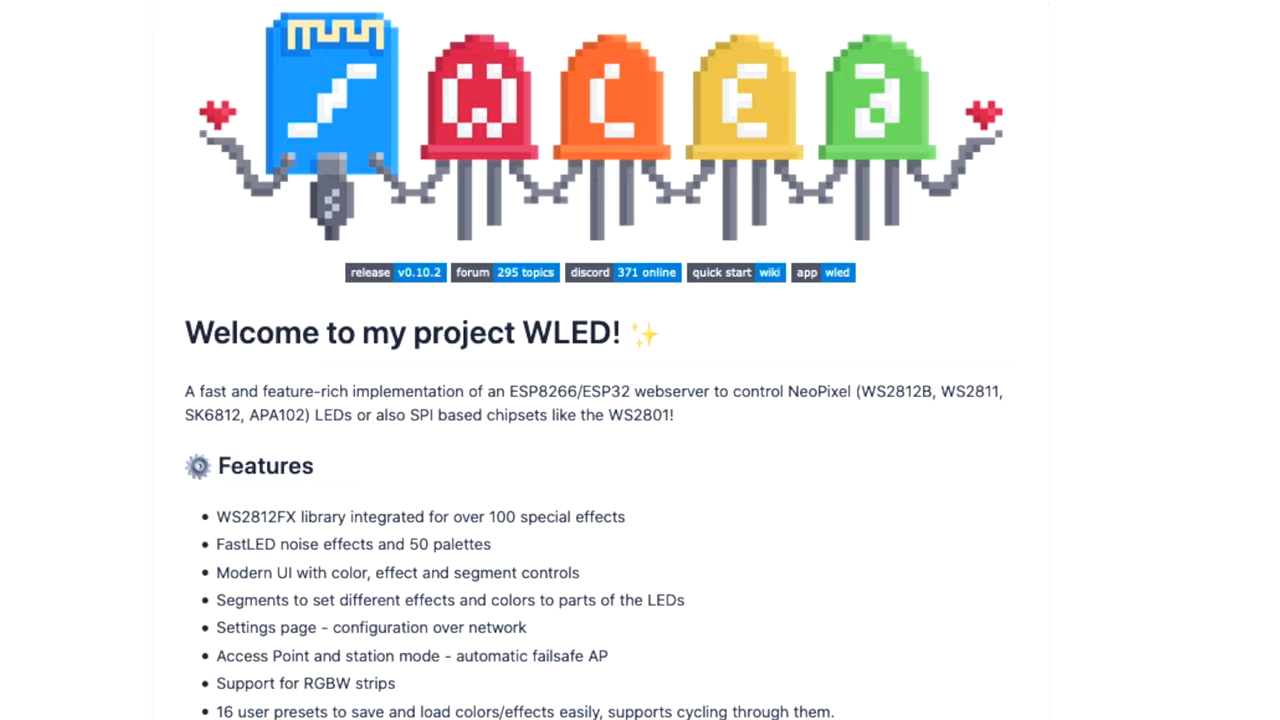 WLED
release v0.10.2 forum 295 topics discord 371 online quick start wiki app wled
Welcome to my project WLED! ✨
A fast and feature-rich implementation of an ESP8266/ESP32 webserver to control NeoPixel (WS2812B, WS2811,
SK6812, APA102) LEDs or also SPI based chipsets like the WS2801!
⚙️ Features
• WS2812FX library integrated for over 100 special effects
• FastLED noise effects and 50 palettes
• Modern UI with color, effect and segment controls
• Segments to set different effects and colors to parts of the LEDs
• Settings page - configuration over network
• Access Point and station mode - automatic failsafe AP
• Support for RGBW strips
• 16 user presets to save and load colors/effects easily, supports cycling through them.